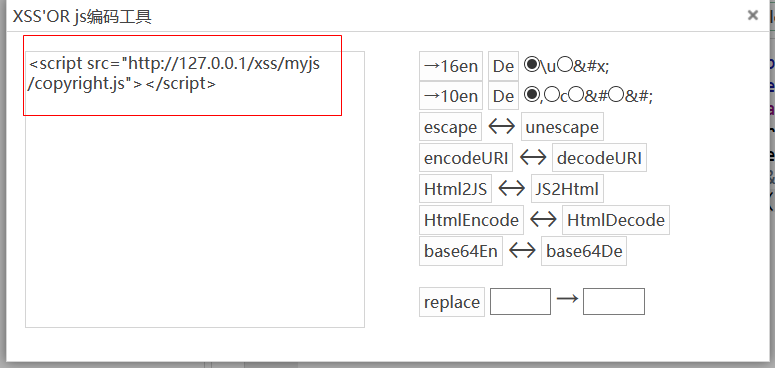 XSS'OR js编码工具 ×
<script src="http://127.0.0.1/xss/myjs
/copyright.js"></script>
→16en De \u &#x;
→10en De , c &# &#;
escape ↔ unescape
encodeURI ↔ decodeURI
Html2JS ↔ JS2Html
HtmlEncode ↔ HtmlDecode
base64En ↔ base64De
replace →